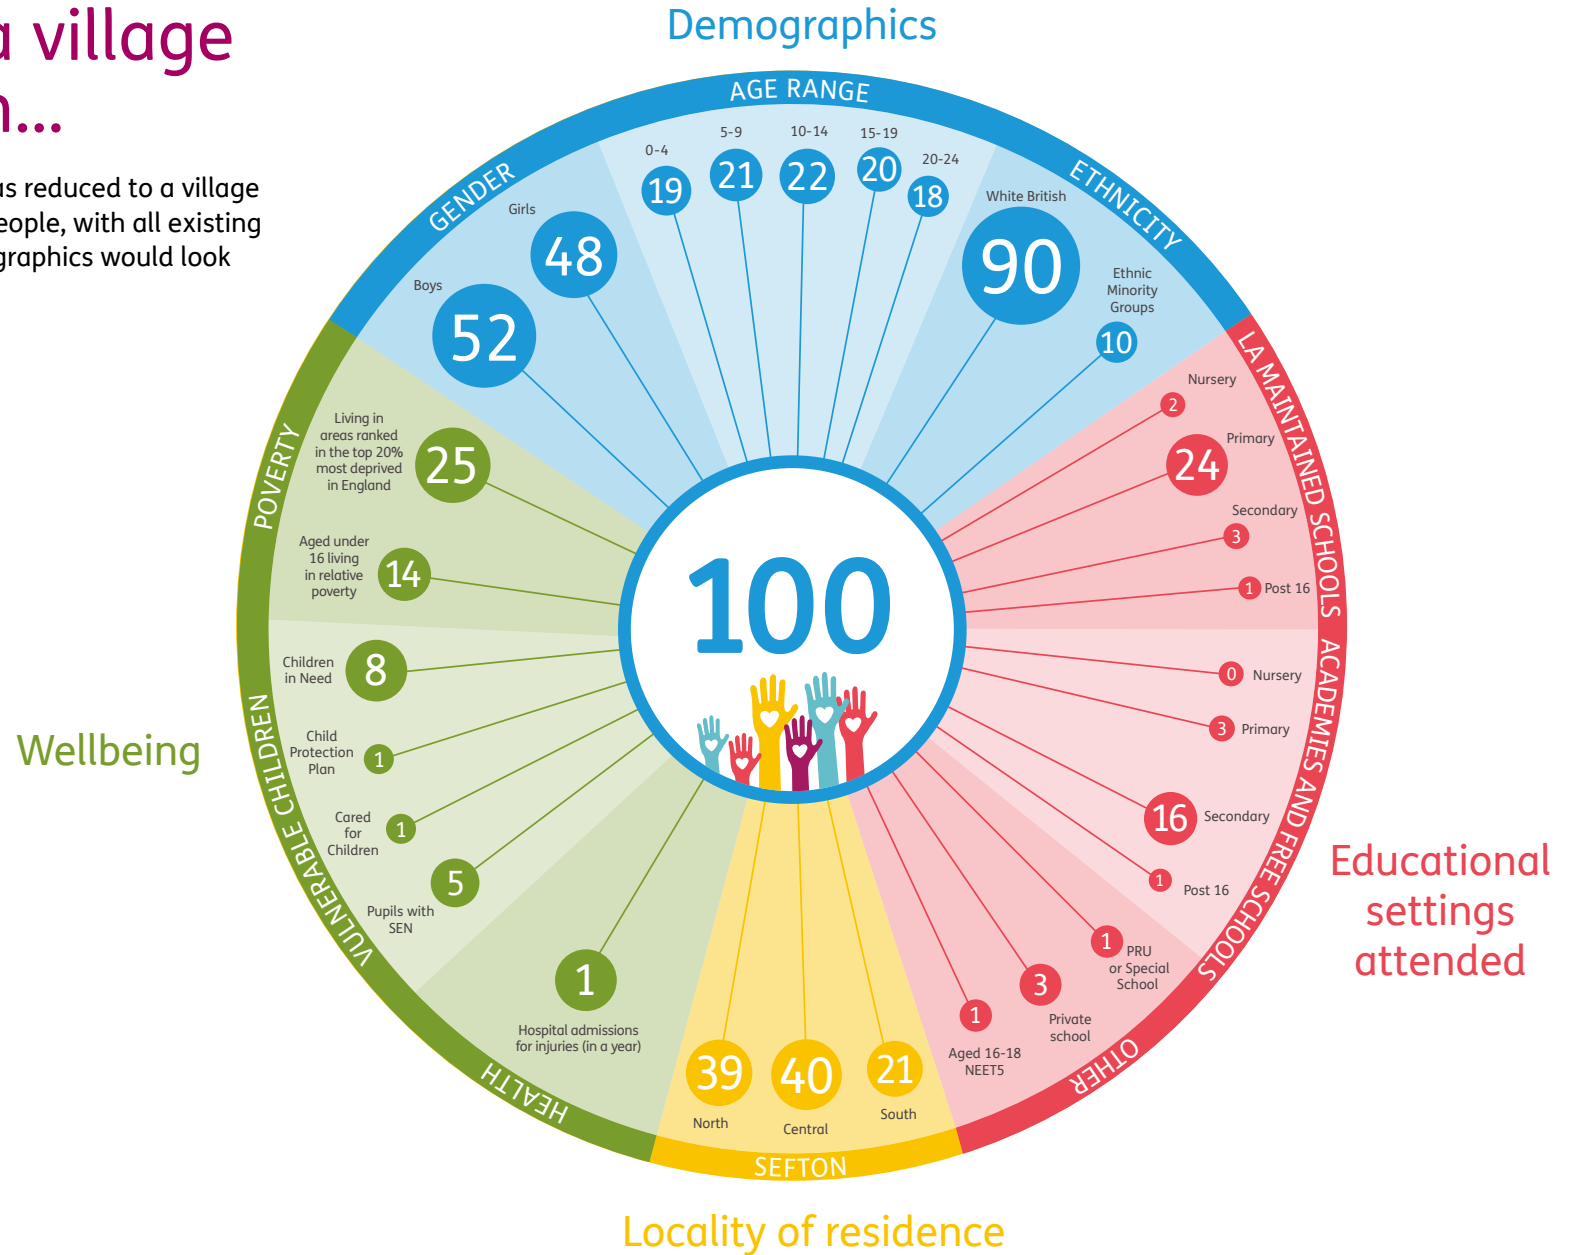 a village
n...
as reduced to a village
eople, with all existing
graphics would look
Demographics
AGE RANGE
0-4
19
5-9
21
10-14
22
15-19
20
20-24
18
ETHNICITY
White British
90
Ethnic
Minority
Groups
10
LA MAINTAINED SCHOOLS
Nursery
2
Primary
24
Secondary
3
1 Post 16
ACADEMIES AND FREE SCHOOLS
0 Nursery
3 Primary
16 Secondary
1
Post 16
Educational
settings
attended
OTHER
1
PRU
or Special
School
3
Private
school
1
Aged 16-18
NEET5
SEFTON
39
North
40
Central
21
South
Locality of residence
HEALTH
1
Hospital admissions
for injuries (in a year)
Wellbeing
VULNERABLE CHILDREN
Children
in Need
8
Child
Protection
Plan
1
Cared
for
Children
1
5
Pupils with
SEN
POVERTY
Living in
areas ranked
in the top 20%
most deprived
in England
25
Aged under
16 living
in relative
poverty
14
GENDER
Boys
52
Girls
48
100